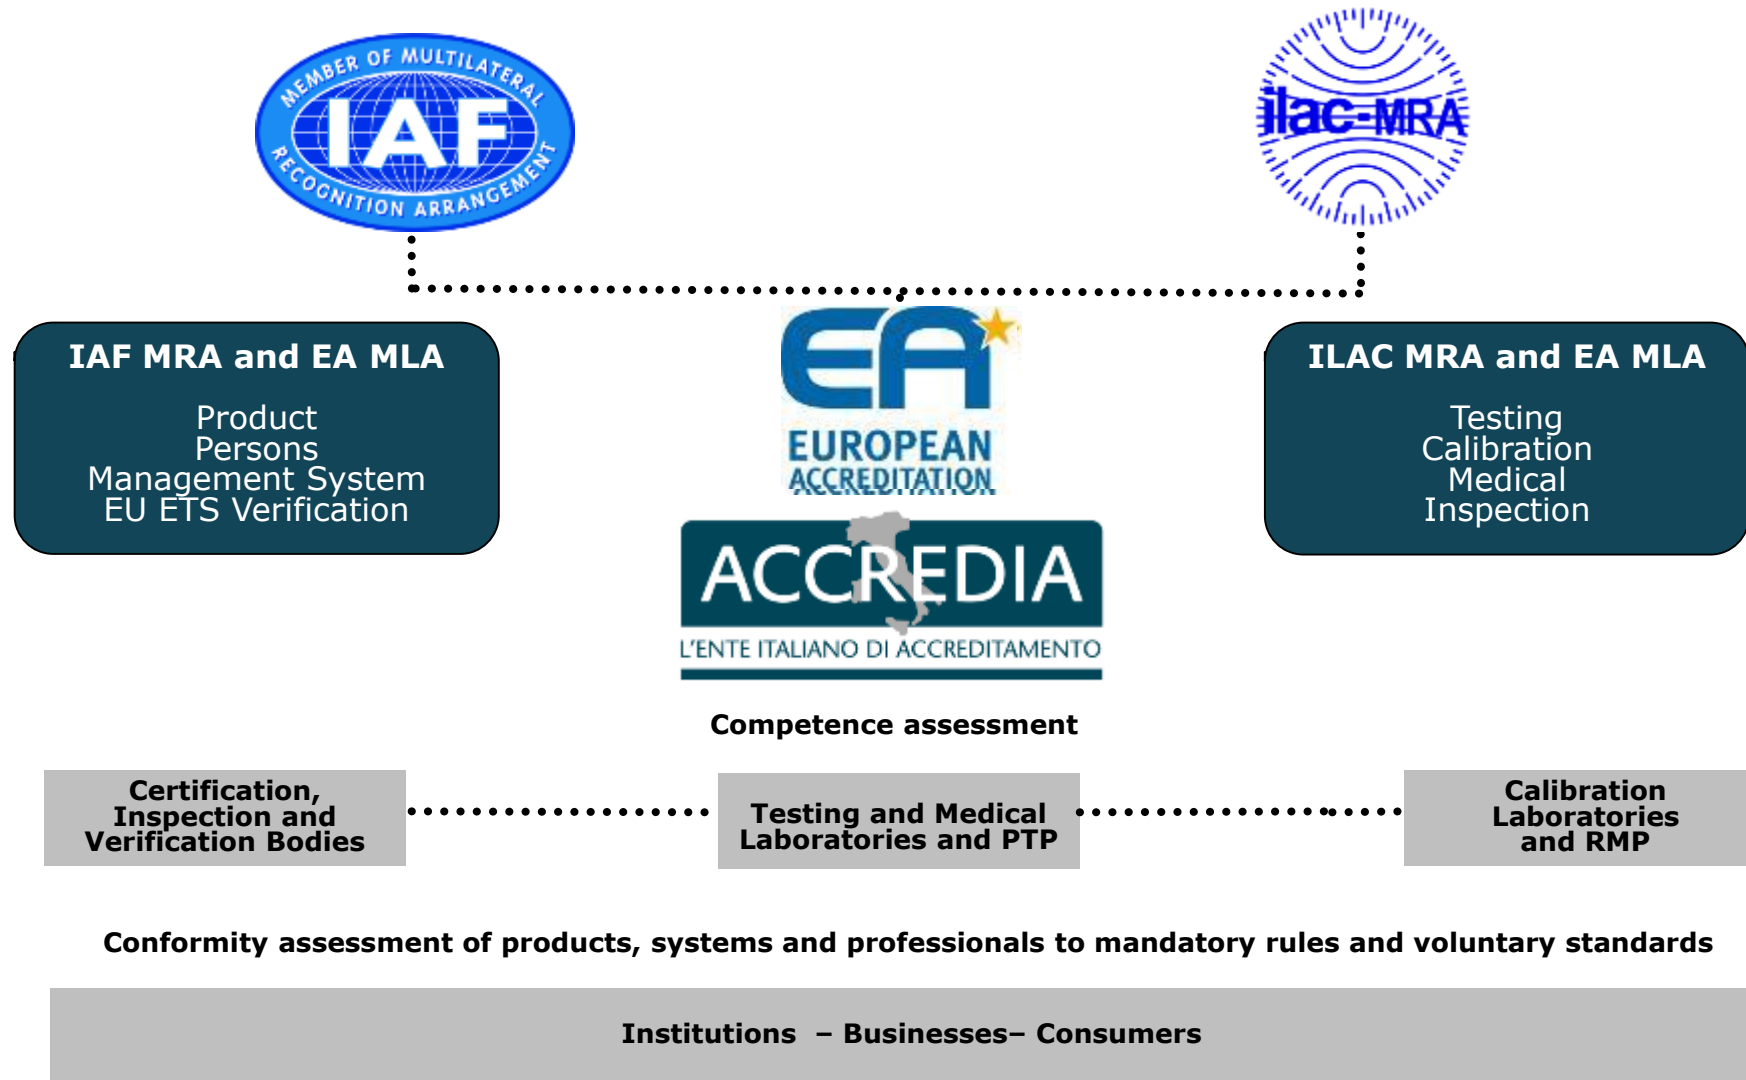 MEMBER OF MULTILATERAL
IAF
RECOGNITION ARRANGEMENT
ilac-MRA
IAF MRA and EA MLA
Product
Persons
Management System
EU ETS Verification
EA
EUROPEAN
ACCREDITATION
ILAC MRA and EA MLA
Testing
Calibration
Medical
Inspection
ACCREDIA
L'ENTE ITALIANO DI ACCREDITAMENTO
Competence assessment
Certification,
Inspection and
Verification Bodies
Testing and Medical
Laboratories and PTP
Calibration
Laboratories
and RMP
Conformity assessment of products, systems and professionals to mandatory rules and voluntary standards
Institutions – Businesses– Consumers